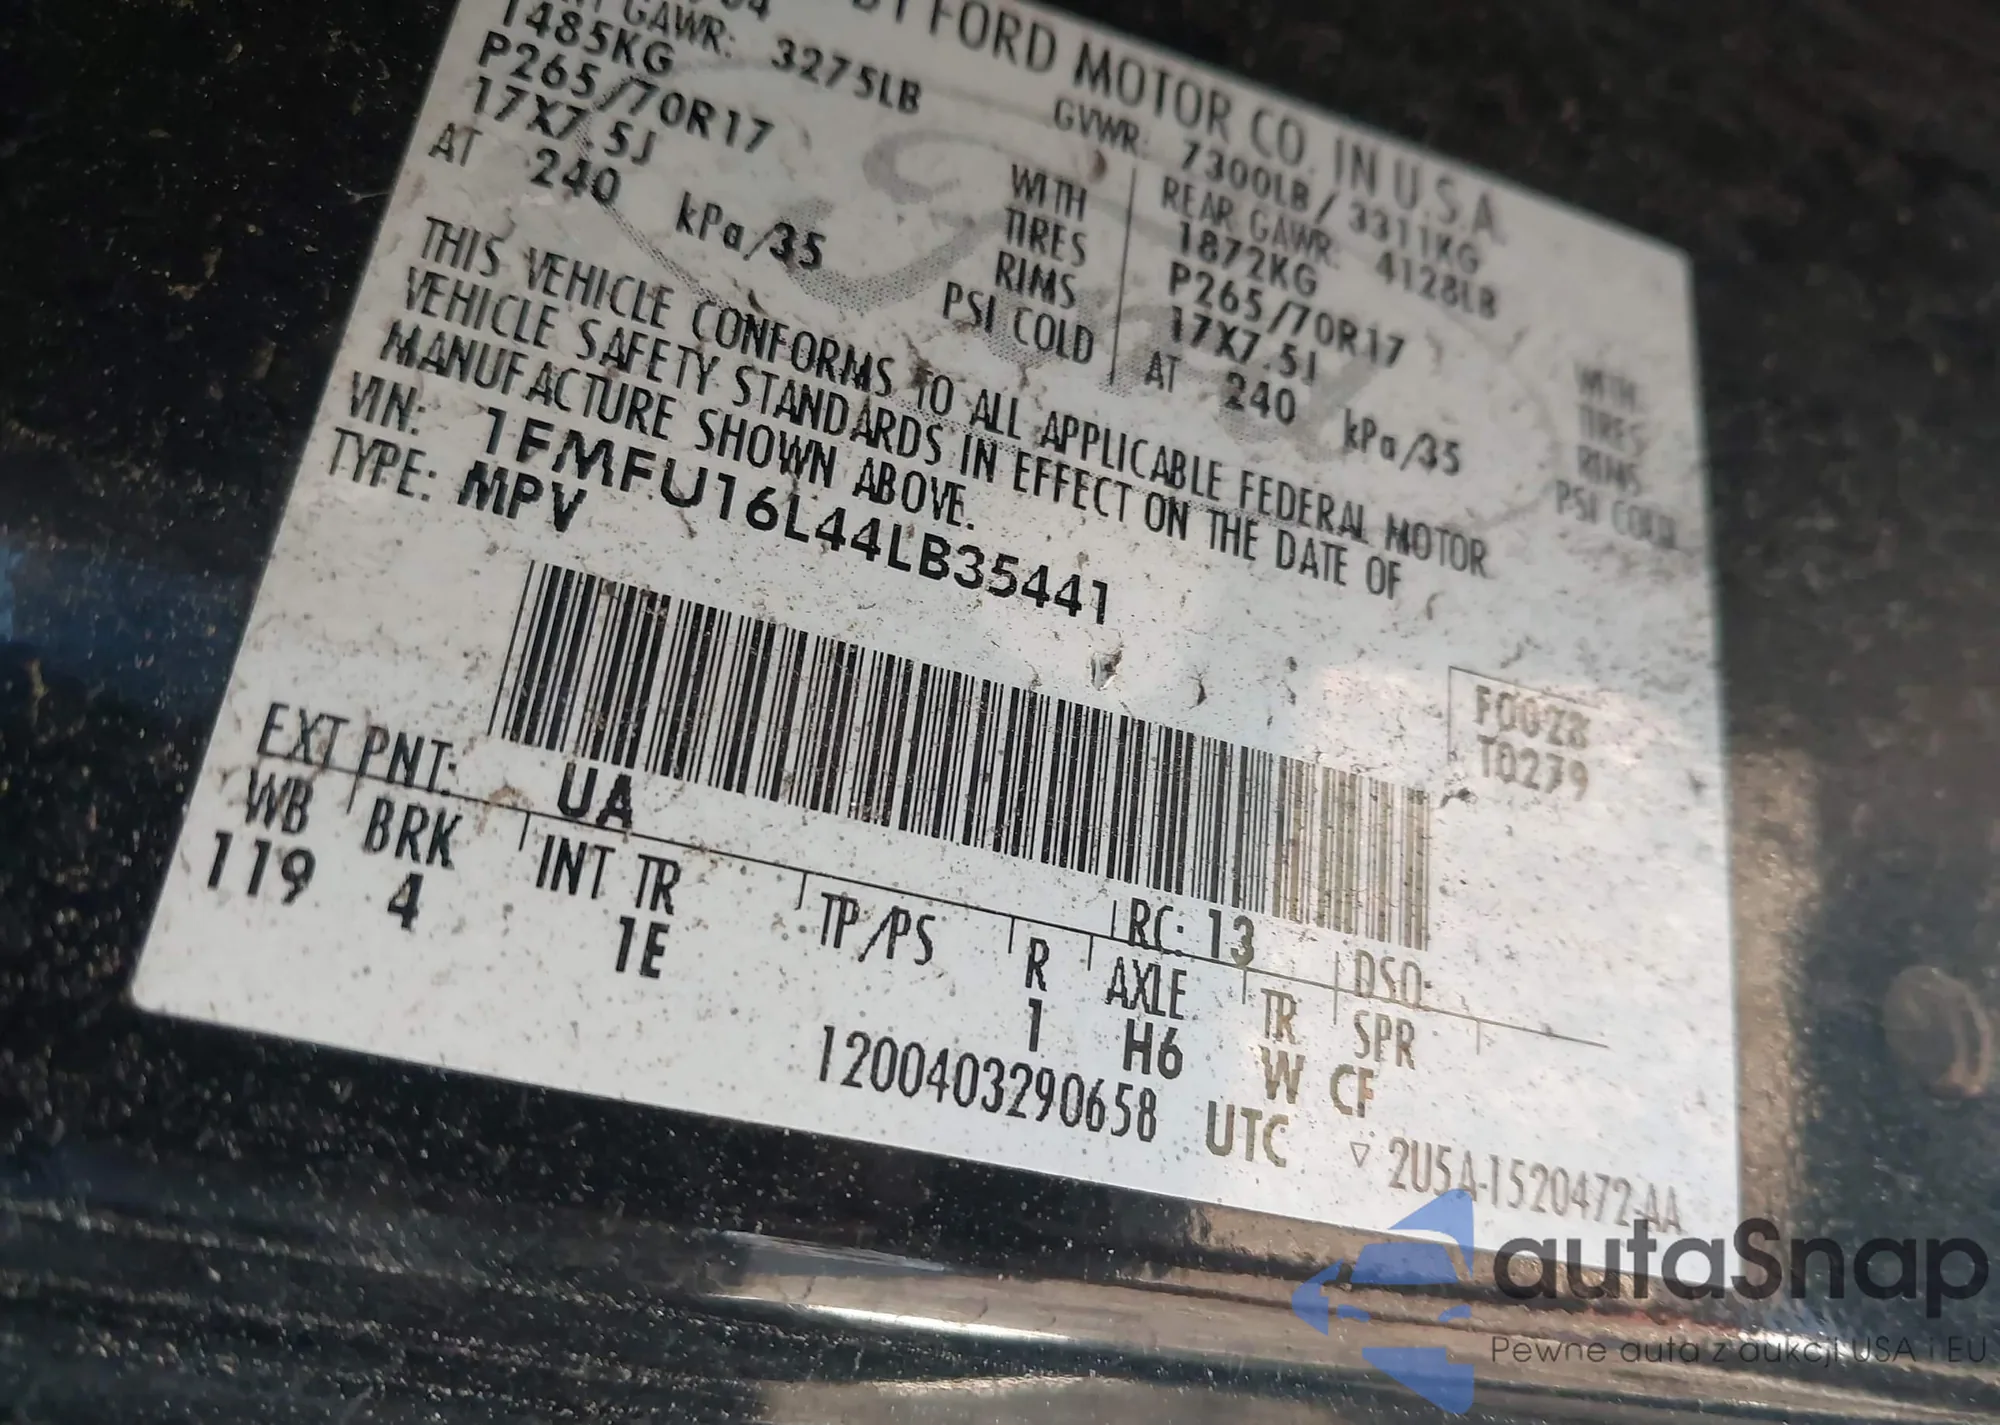 BY FORD MOTOR CO. IN U.S.A.
GAWR: 3275LB
GVWR: 7300LB / 3311KG
1485KG
WITH
REAR GAWR: 4128LB
P265/70R17
TIRES
1872KG
WITH
17X7.5J
RIMS
P265/70R17
TIRES
AT 240 kPa/35
PSI COLD
17X7.5J
RIMS
AT 240 kPa/35
PSI COLD
THIS VEHICLE CONFORMS TO ALL APPLICABLE FEDERAL MOTOR
VEHICLE SAFETY STANDARDS IN EFFECT ON THE DATE OF
MANUFACTURE SHOWN ABOVE.
VIN: 1FMFU16L44LB35441
TYPE: MPV
F0028
T0279
EXT PNT: UA
RC: 13
DSO:
WB BRK INT TR TP/PS R AXLE TR SPR
119 4 1E 1 H6 W CF
1200403290658 UTC ▽ 2U5A-1520472-AA
autaSnap
Pewne auta z aukcji USA i EU